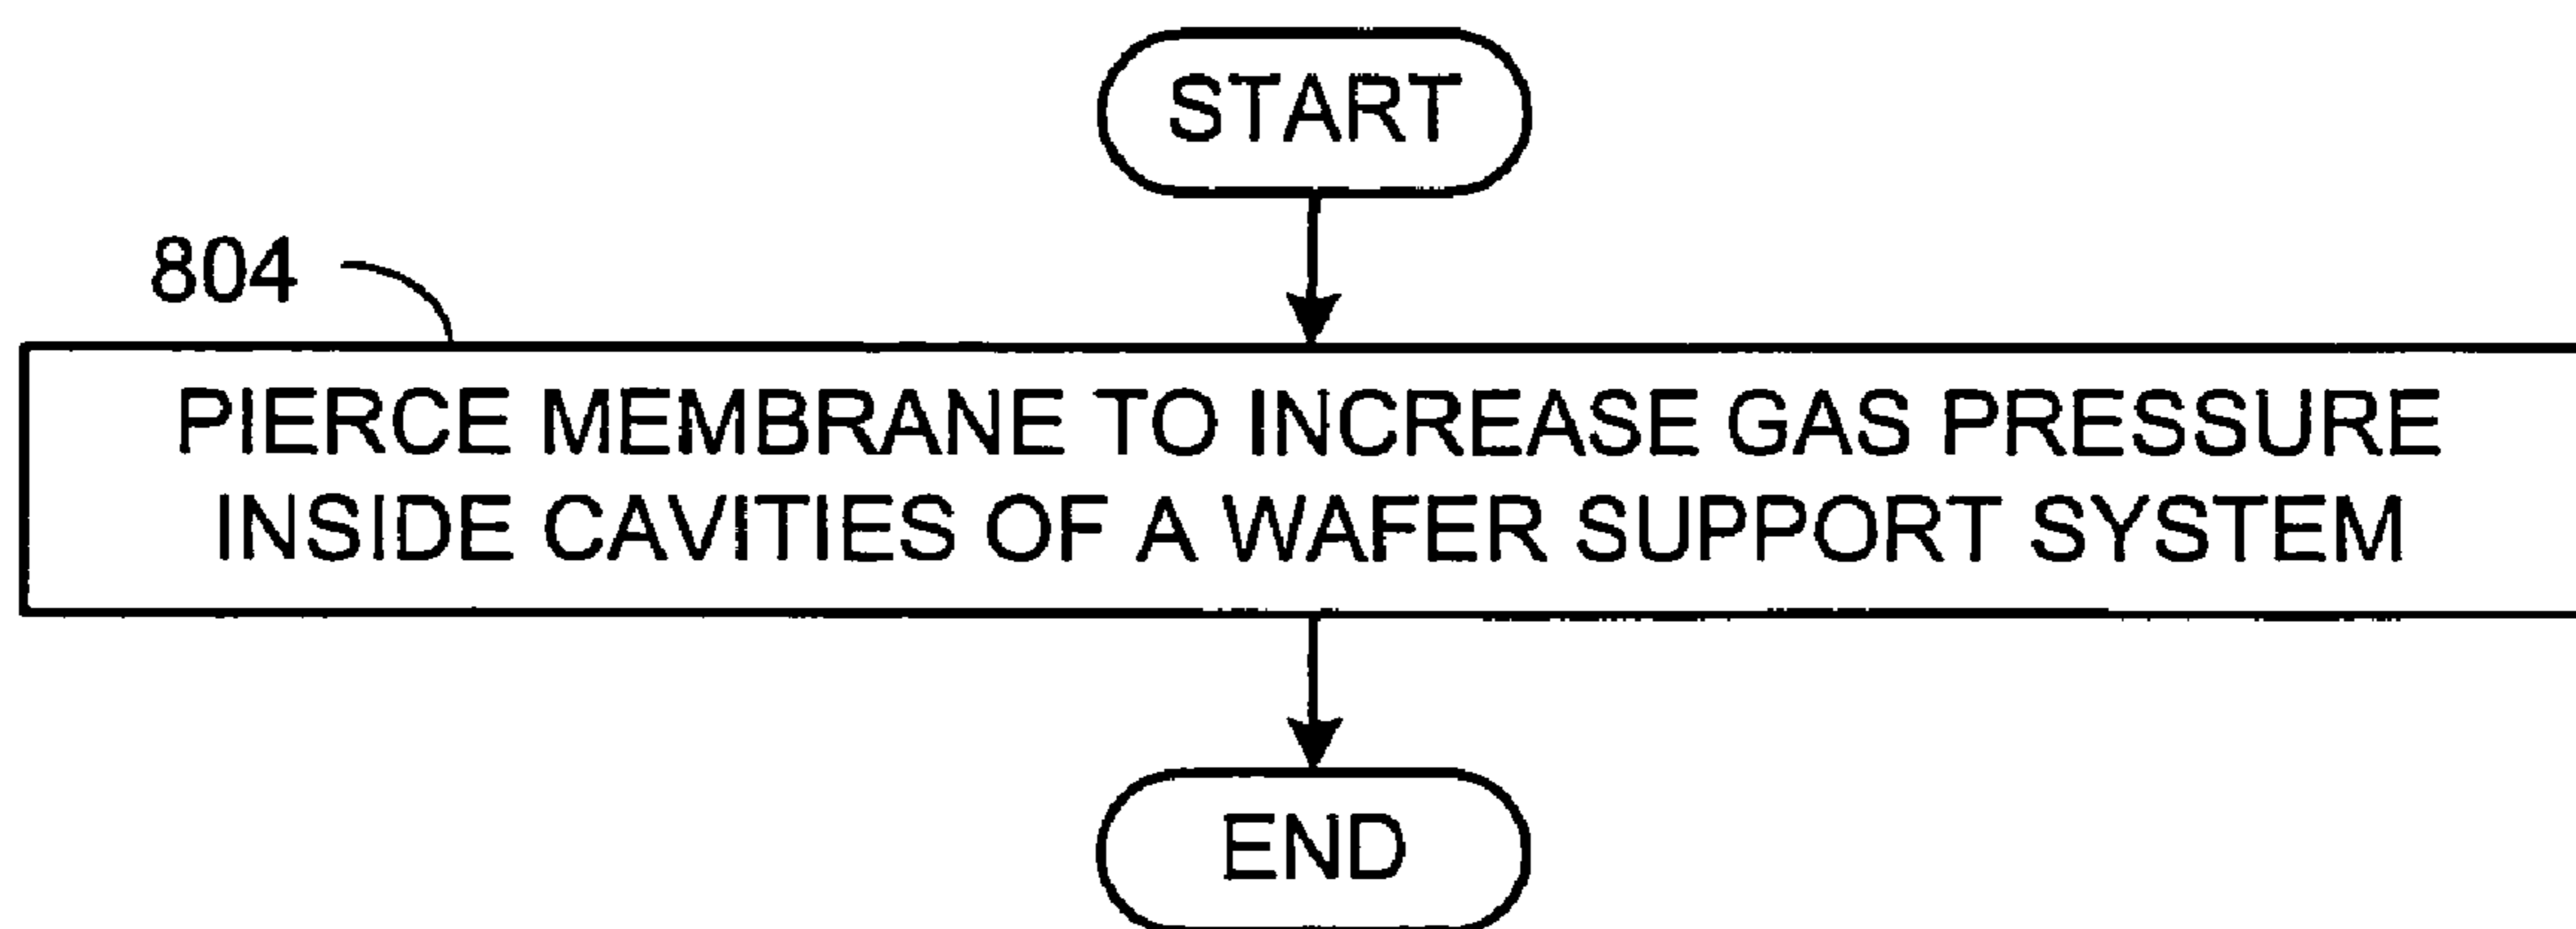 START
804
PIERCE MEMBRANE TO INCREASE GAS PRESSURE
INSIDE CAVITIES OF A WAFER SUPPORT SYSTEM
END